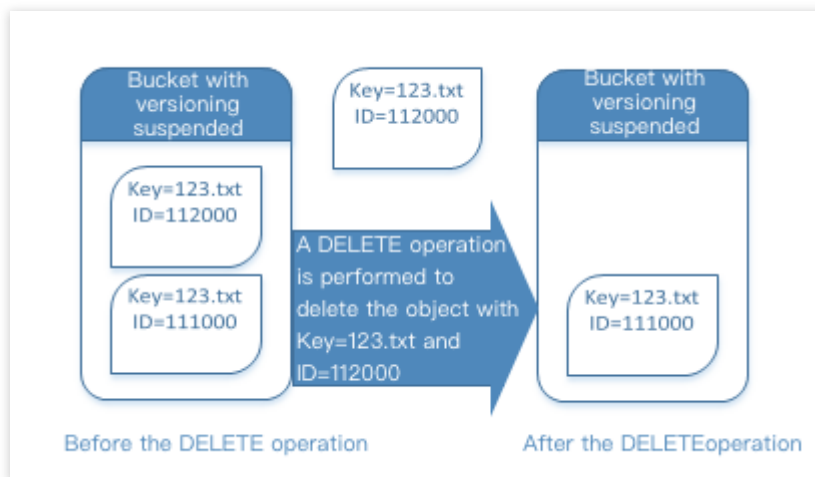 Bucket with
versioning
suspended
Key=123.txt
ID=112000
Key=123.txt
ID=111000
Key=123.txt
ID=112000
A DELETE operation
is performed to
delete the object with
Key=123.txt and
ID=112000
Bucket with
versioning
suspended
Key=123.txt
ID=111000
Before the DELETE operation
After the DELETEoperation